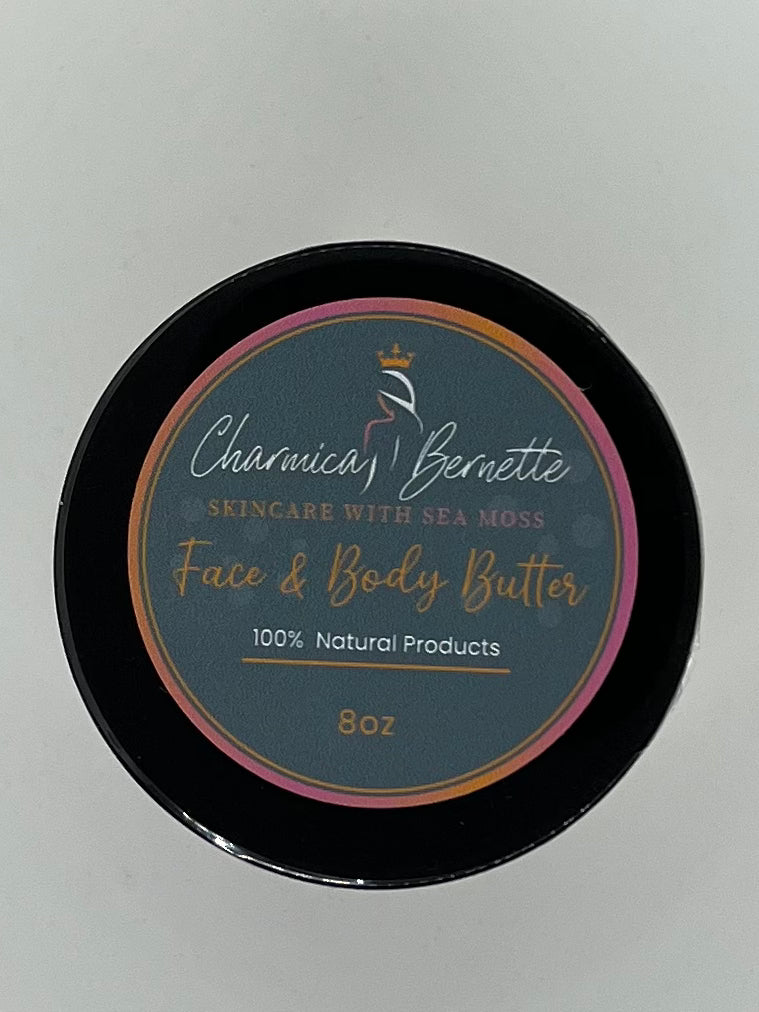 Charmica Bernette
SKINCARE WITH SEA MOSS
Face & Body Butter
100% Natural Products
8oz